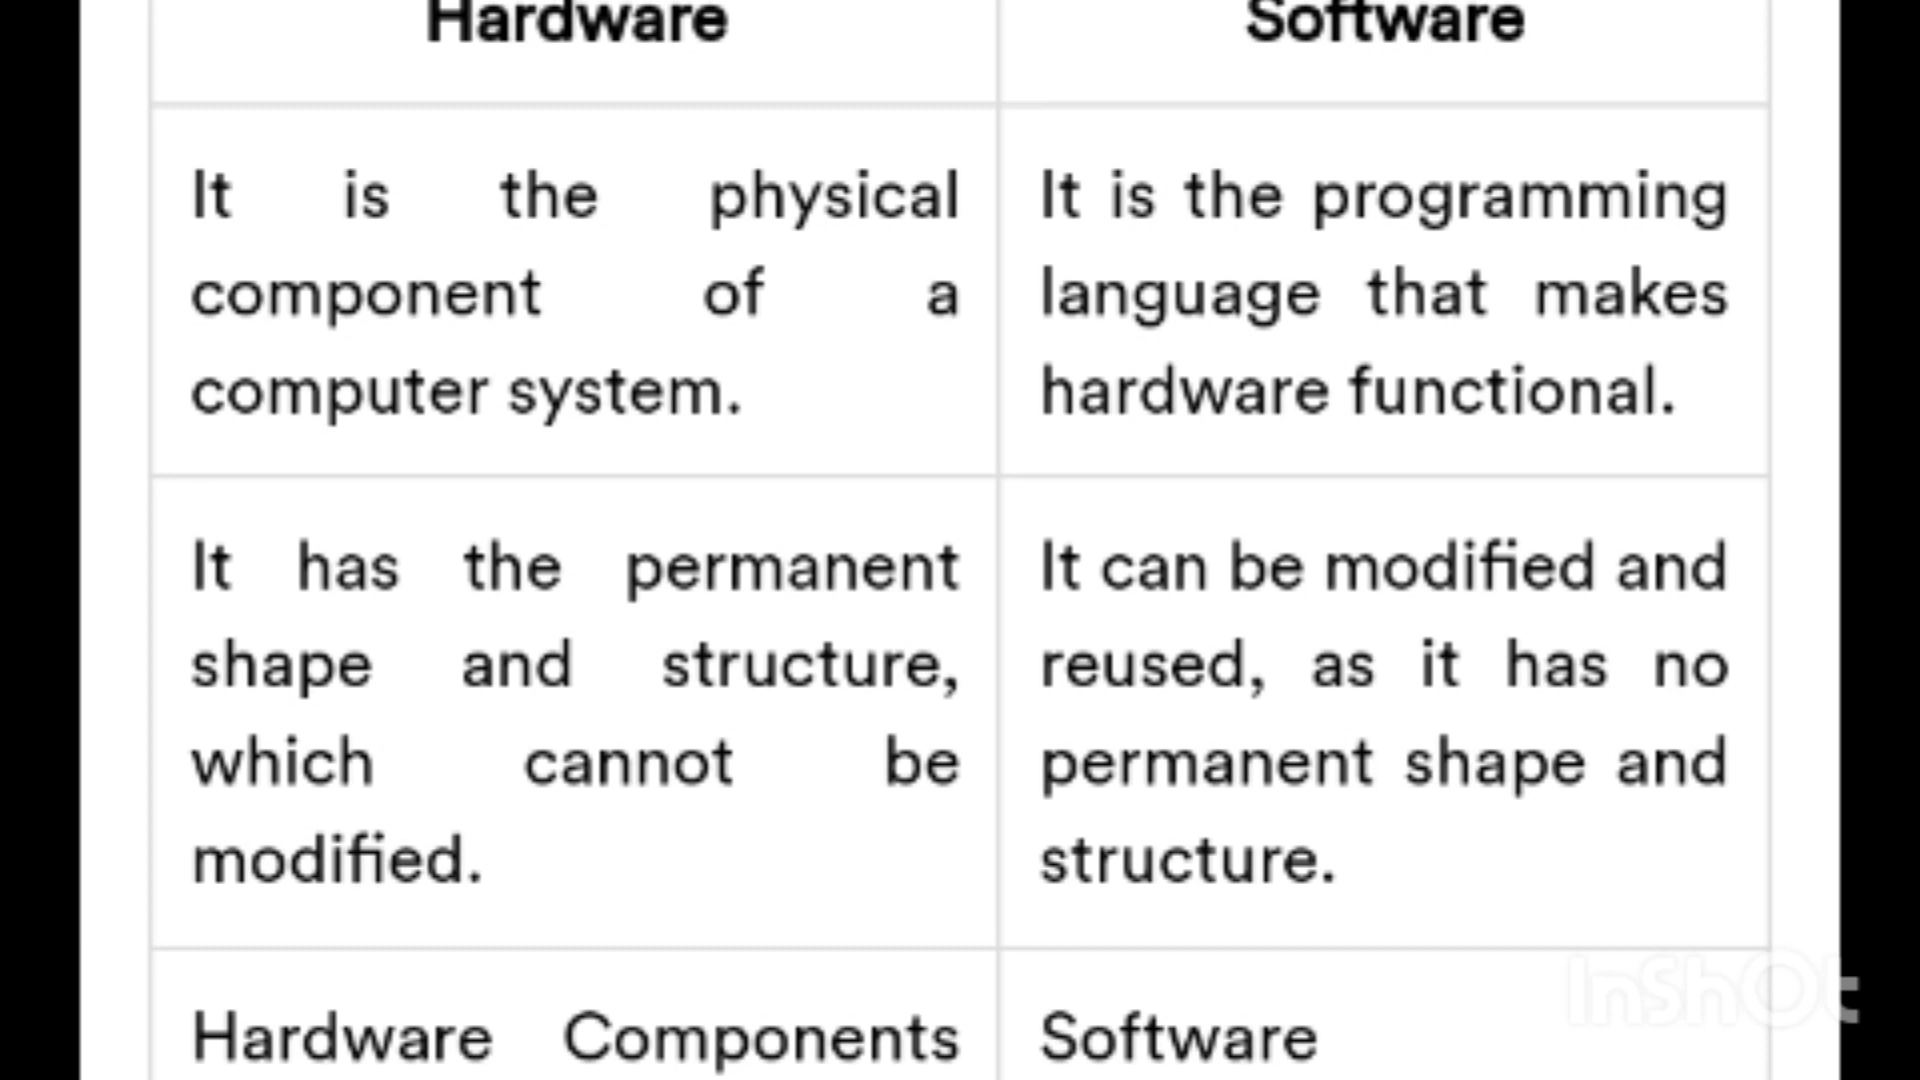 Hardware
Software
It is the physical
component of a
computer system.
It is the programming
language that makes
hardware functional.
It has the permanent
shape and structure,
which cannot be
modified.
It can be modified and
reused, as it has no
permanent shape and
structure.
Hardware Components
Software
InShOt